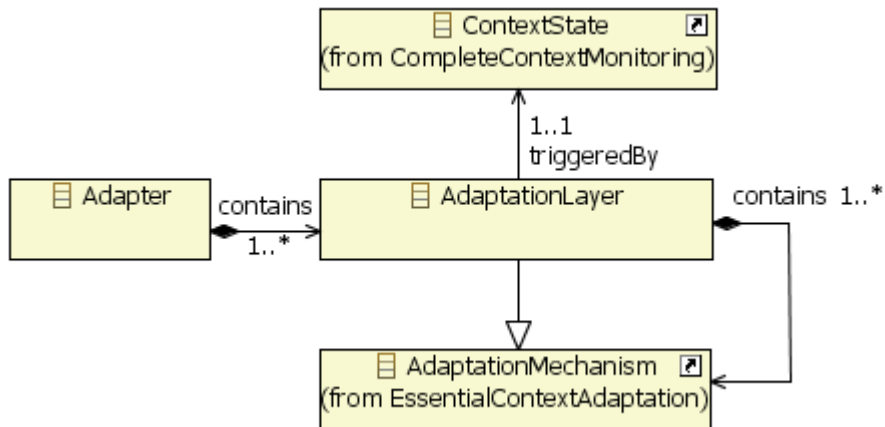 ContextState
(from CompleteContextMonitoring)
1..1
triggeredBy
Adapter
contains
1..*
AdaptationLayer
contains 1..*
AdaptationMechanism
(from EssentialContextAdaptation)